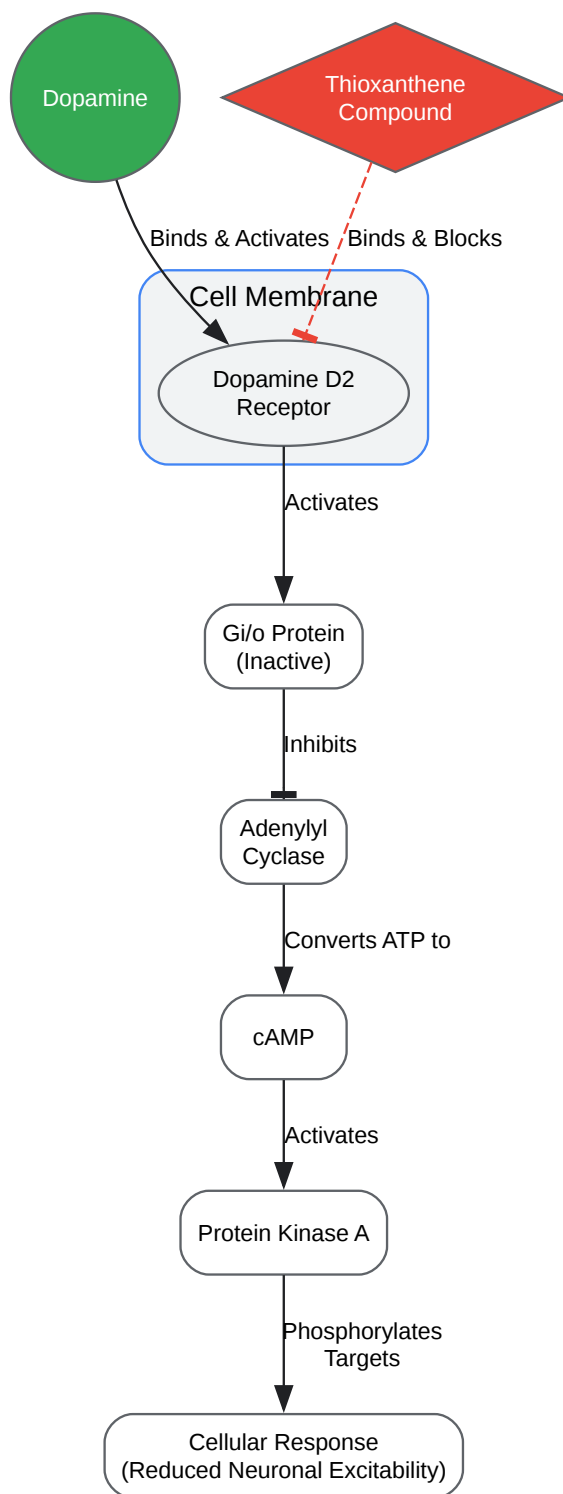 Dopamine
Thioxanthene
Compound
Binds & Activates
Binds & Blocks
Cell Membrane
Dopamine D2
Receptor
Activates
Gi/o Protein
(Inactive)
Inhibits
Adenylyl
Cyclase
Converts ATP to
cAMP
Activates
Protein Kinase A
Phosphorylates
Targets
Cellular Response
(Reduced Neuronal Excitability)